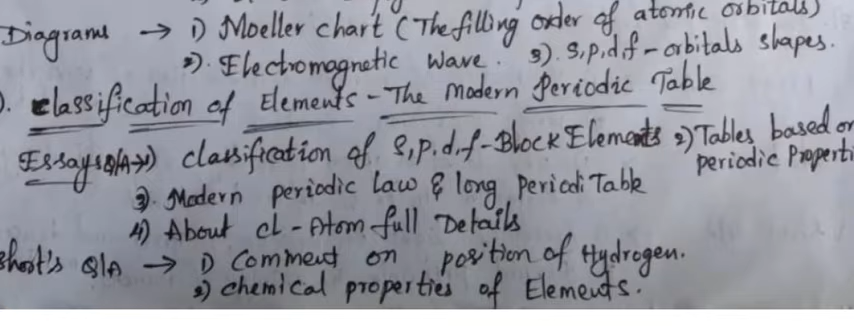 Diagrams → 1) Moeller chart (The filling order of atomic orbitals)
2). Electromagnetic wave. 3). S,p,d,f-orbitals shapes.
). classification of Elements - The modern Periodic Table
Essays Q/A→1) classification of S,p,d,f-Block Elements 2) Tables based on
periodic Properti
3. Modern periodic law & long Periodi Table
4) About cl-Atom full Details
short's Q/A → 1) Comment on position of Hydrogen.
2) chemical properties of Elements.